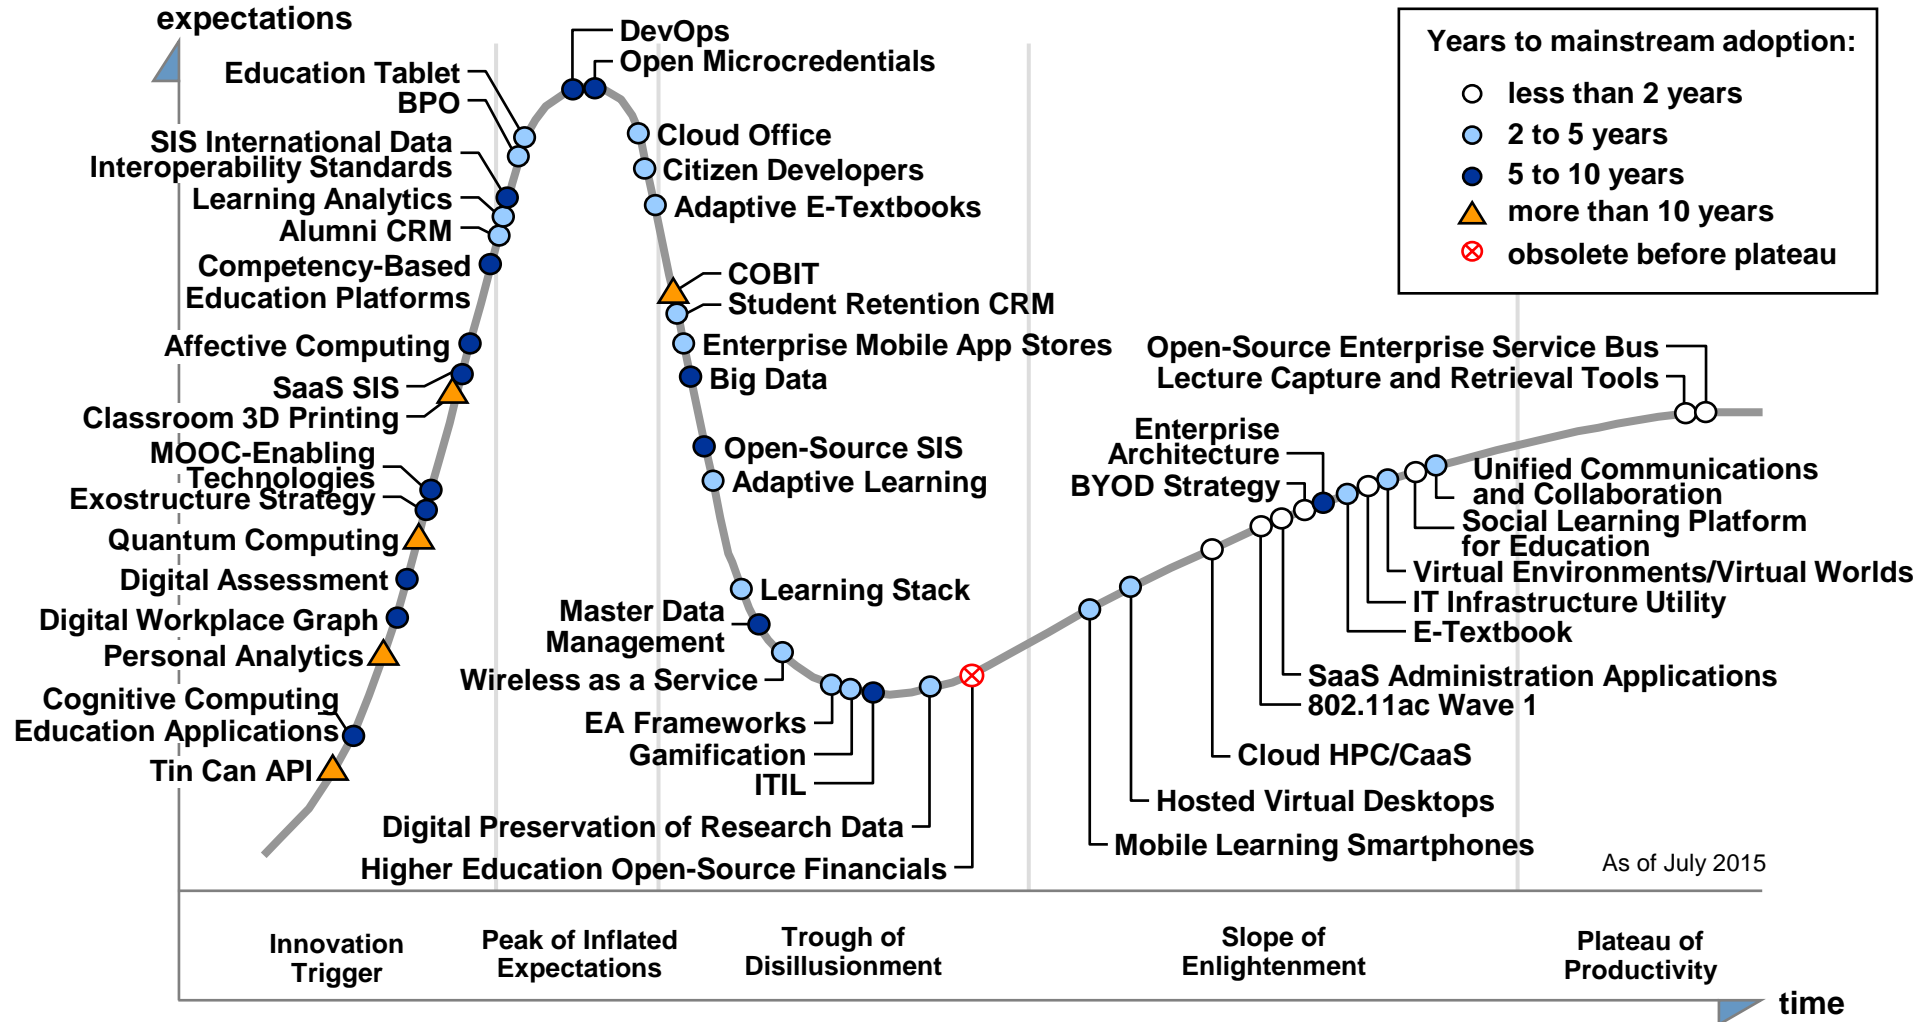 expectations
DevOps
Open Microcredentials
Education Tablet
BPO
SIS International Data
Interoperability Standards
Learning Analytics
Alumni CRM
Competency-Based
Education Platforms
Affective Computing
SaaS SIS
Classroom 3D Printing
MOOC-Enabling
Technologies
Exostructure Strategy
Quantum Computing
Digital Assessment
Digital Workplace Graph
Personal Analytics
Cognitive Computing
Education Applications
Tin Can API
Cloud Office
Citizen Developers
Adaptive E-Textbooks
COBIT
Student Retention CRM
Enterprise Mobile App Stores
Big Data
Open-Source SIS
Adaptive Learning
Learning Stack
Master Data
Management
Wireless as a Service
EA Frameworks
Gamification
ITIL
Digital Preservation of Research Data
Higher Education Open-Source Financials
Years to mainstream adoption:
less than 2 years
2 to 5 years
5 to 10 years
more than 10 years
obsolete before plateau
Open-Source Enterprise Service Bus
Lecture Capture and Retrieval Tools
Enterprise
Architecture
BYOD Strategy
Unified Communications
and Collaboration
Social Learning Platform
for Education
Virtual Environments/Virtual Worlds
IT Infrastructure Utility
E-Textbook
SaaS Administration Applications
802.11ac Wave 1
Cloud HPC/CaaS
Hosted Virtual Desktops
Mobile Learning Smartphones
As of July 2015
Innovation
Trigger
Peak of Inflated
Expectations
Trough of
Disillusionment
Slope of
Enlightenment
Plateau of
Productivity
time